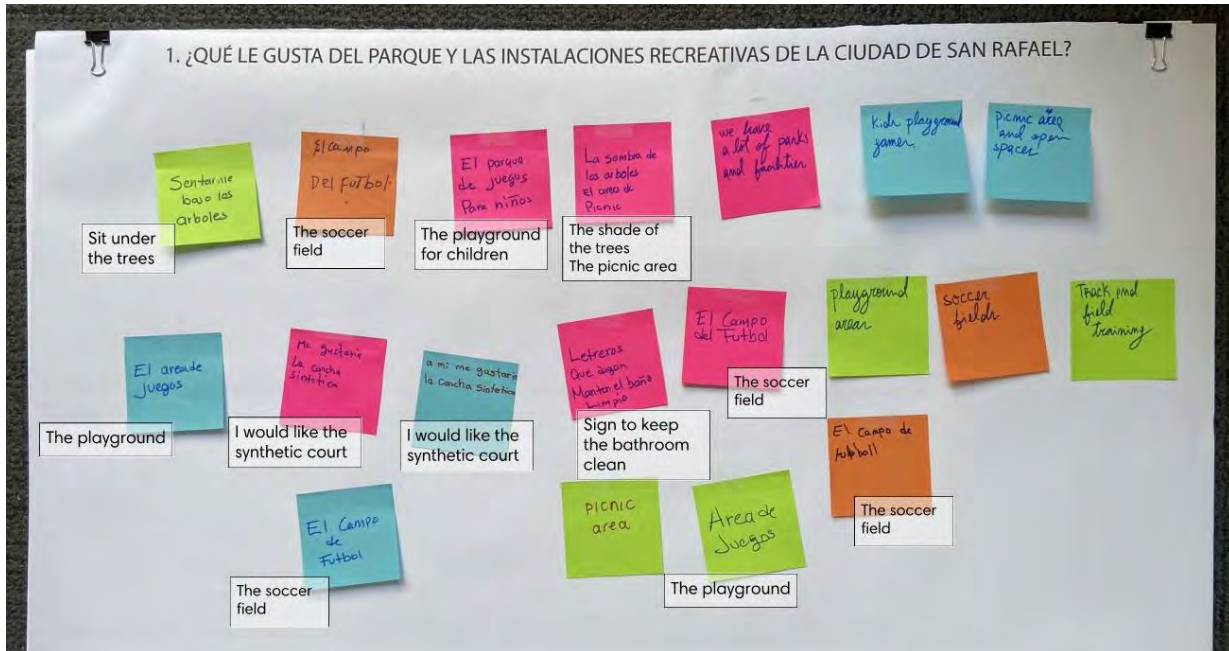 1. ¿QUÉ LE GUSTA DEL PARQUE Y LAS INSTALACIONES RECREATIVAS DE LA CIUDAD DE SAN RAFAEL?
Sentarme
bajo los
arboles
Sit under
the trees
El campo
Del Futbol.
The soccer
field
El parque
de juegos
Para niños
The playground
for children
La sombra de
los arboles
El area de
Picnic
The shade of
the trees
The picnic area
we have
a lot of parks
and facilities
Kids playground
games
picnic area
and open
spaces
El area de
juegos
The playground
Me gustaria
La cancha
sintetica
I would like the
synthetic court
a mi me gustaria
la cancha sintetica
I would like the
synthetic court
Letreros
Que digan
Manten el baño
Limpio
Sign to keep
the bathroom
clean
El Campo
del Futbol
The soccer
field
playground
areas
soccer
fields
Track and
field
training
El Campo
de
Futbol
The soccer
field
PICNIC
area
Area de
Juegos
The playground
El Campo de
futboll
The soccer
field